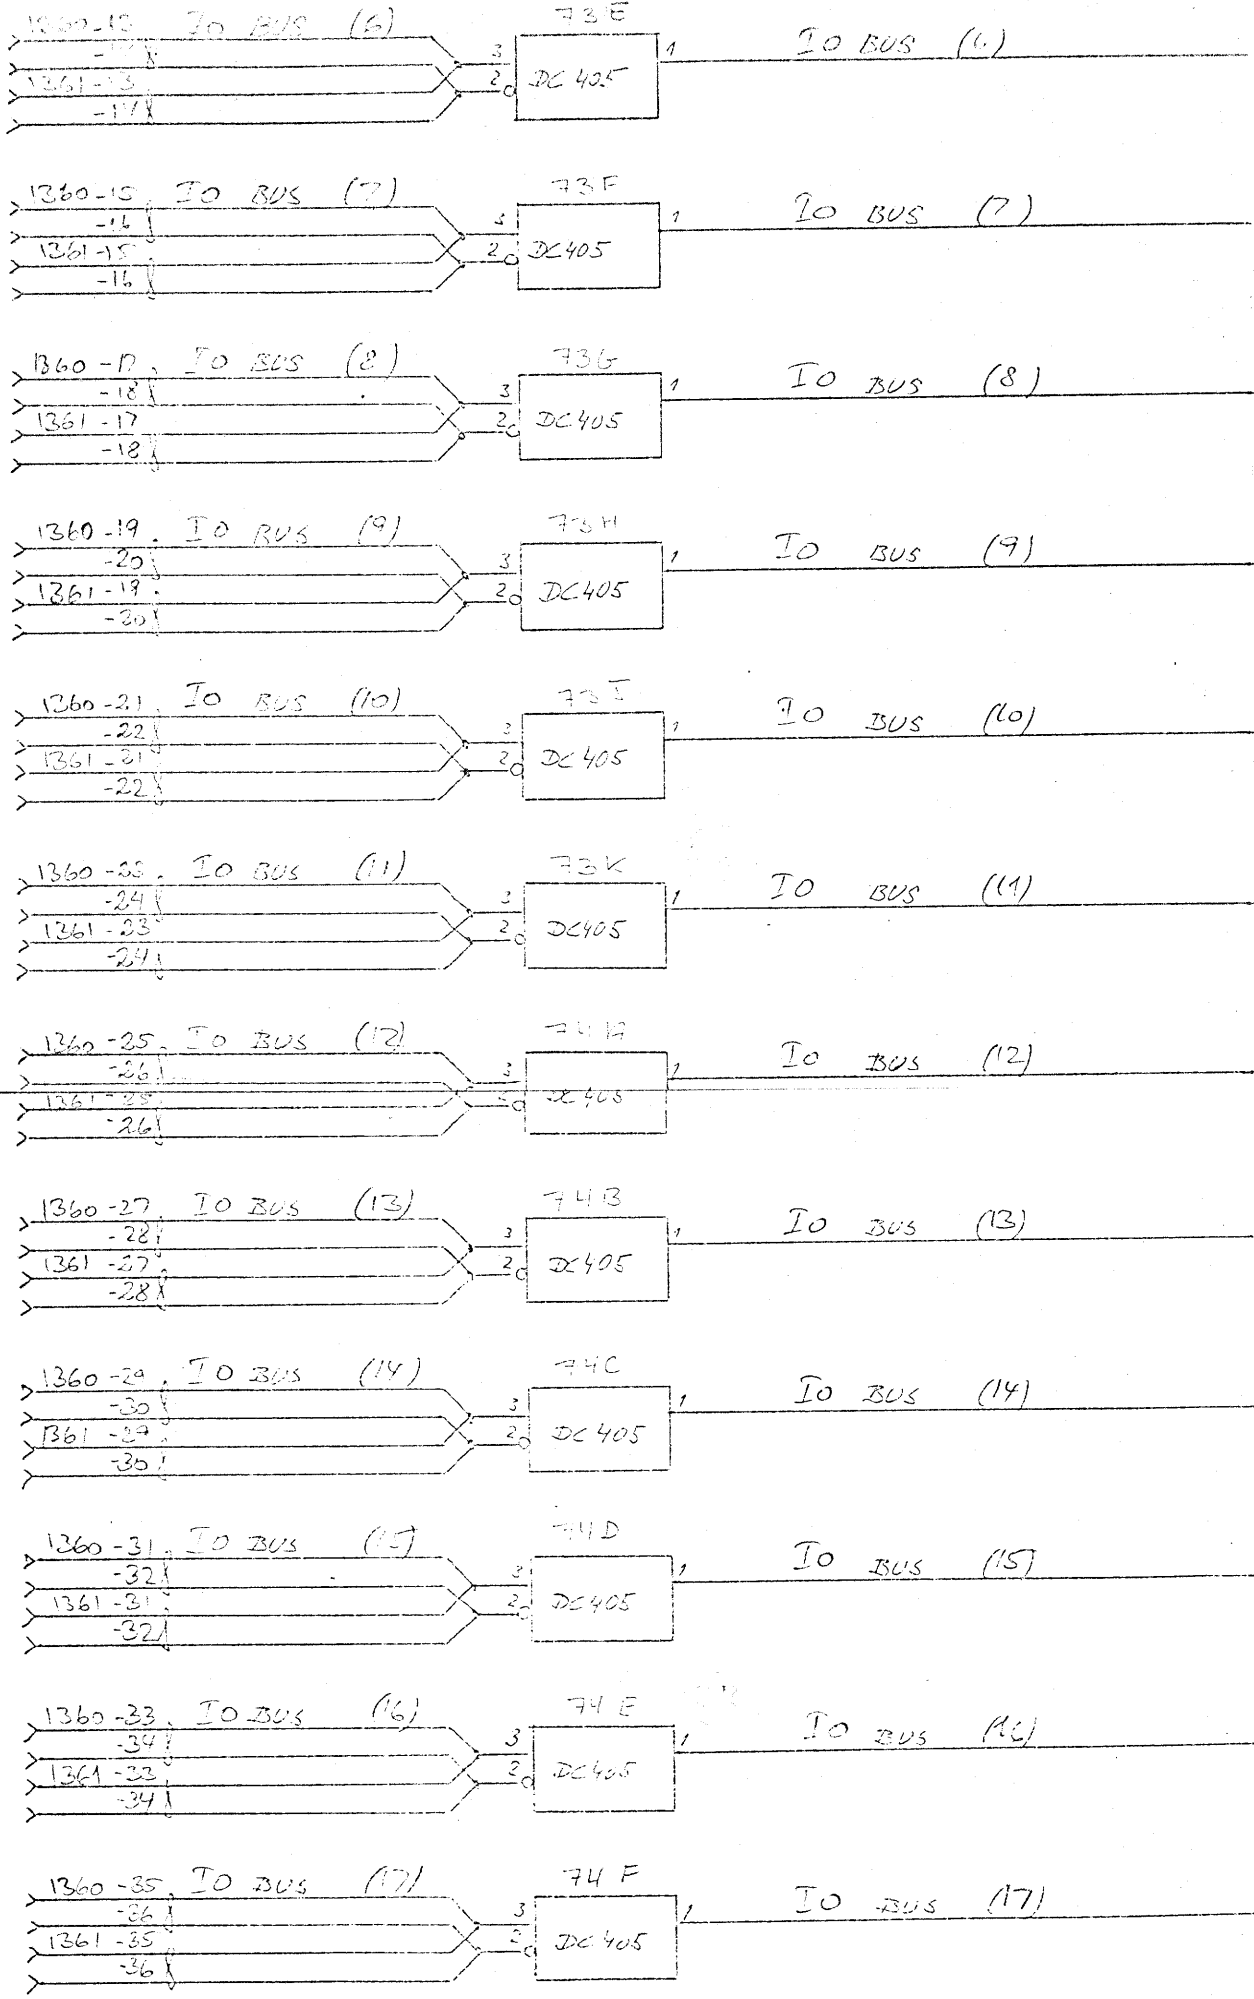 1360-13 IO BUS (6) 73E
-14 3 1 IO BUS (6)
1361-13 2 DC405
-14
1360-15 IO BUS (7) 73F
-16 3 1 IO BUS (7)
1361-15 2 DC405
-16
1360-17 IO BUS (8) 73G
-18 3 1 IO BUS (8)
1361-17 2 DC405
-18
1360-19 IO BUS (9) 73H
-20 3 1 IO BUS (9)
1361-19 2 DC405
-20
1360-21 IO BUS (10) 73J
-22 3 1 IO BUS (10)
1361-21 2 DC405
-22
1360-23 IO BUS (11) 73K
-24 3 1 IO BUS (11)
1361-23 2 DC405
-24
1360-25 IO BUS (12) 74A
-26 3 1 IO BUS (12)
1361-25 2 DC405
-26
1360-27 IO BUS (13) 74B
-28 3 1 IO BUS (13)
1361-27 2 DC405
-28
1360-29 IO BUS (14) 74C
-30 3 1 IO BUS (14)
1361-29 2 DC405
-30
1360-31 IO BUS (15) 74D
-32 3 1 IO BUS (15)
1361-31 2 DC405
-32
1360-33 IO BUS (16) 74E
-34 3 1 IO BUS (16)
1361-33 2 DC405
-34
1360-35 IO BUS (17) 74F
-36 3 1 IO BUS (17)
1361-35 2 DC405
-36